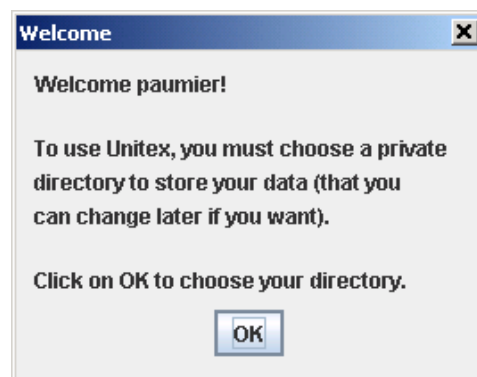 Welcome
Welcome paumier!
To use Unitex, you must choose a private
directory to store your data (that you
can change later if you want).
Click on OK to choose your directory.
OK